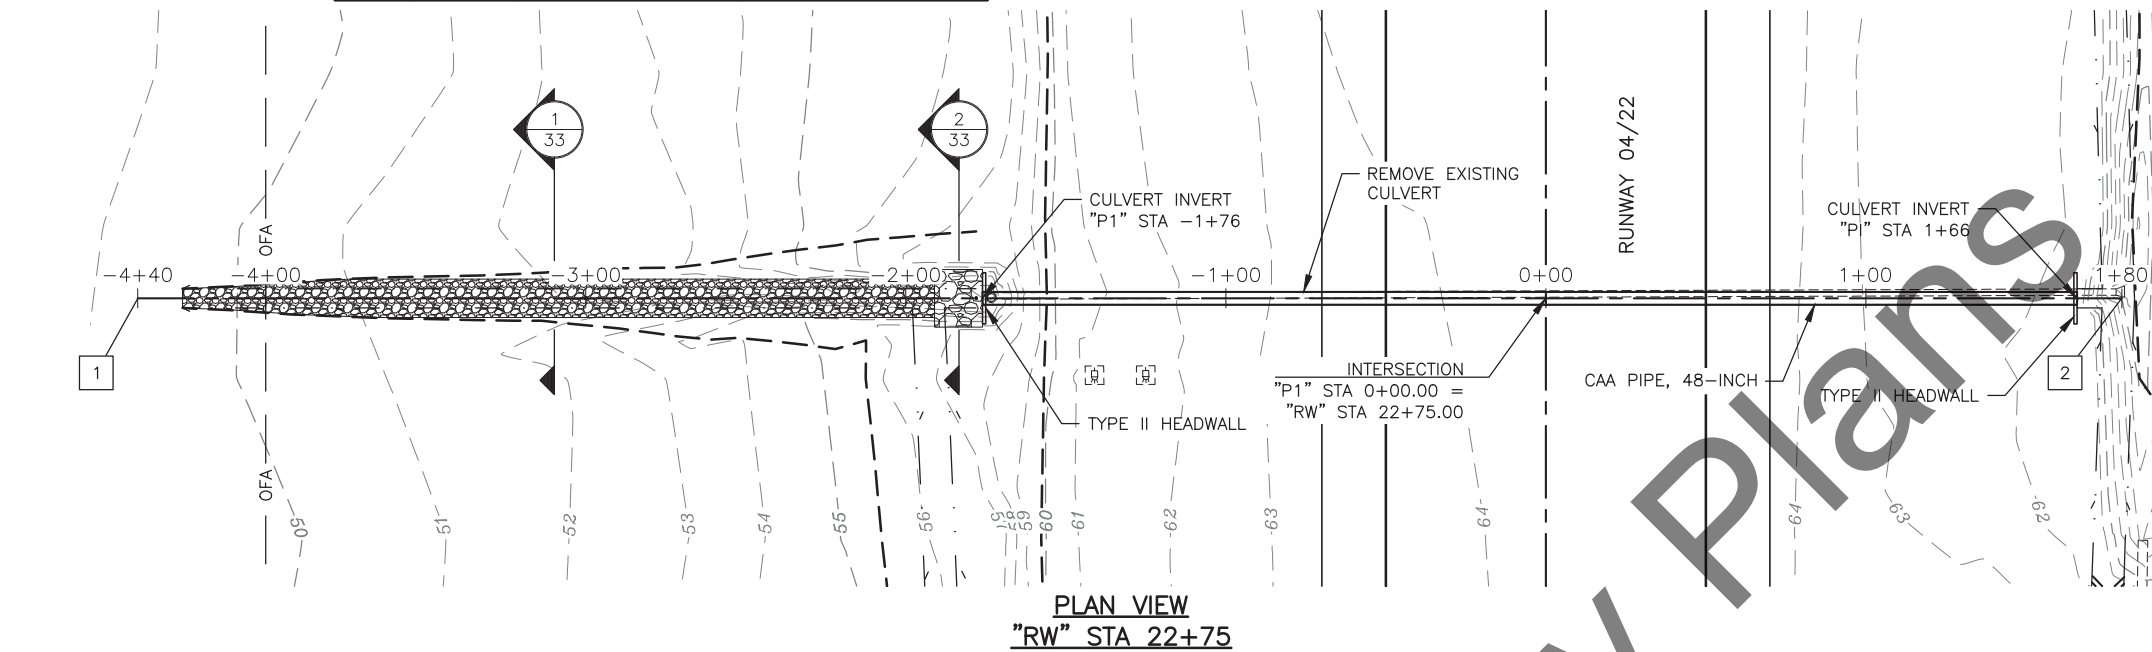 1
33
2
33
RUNWAY 04/22
REMOVE EXISTING
CULVERT
CULVERT INVERT
"P1" STA -1+76
CULVERT INVERT
"PI" STA 1+66
OFA
-4+40
-4+00
-3+00
-2+00
-1+00
0+00
1+00
1+80
1
2
INTERSECTION
"P1" STA 0+00.00 =
"RW" STA 22+75.00
CAA PIPE, 48-INCH
TYPE II HEADWALL
TYPE II HEADWALL
OFA
50
51
52
53
54
55
56
58
59
60
61
62
63
64
64
63
62
PLAN VIEW
"RW" STA 22+75
y Plans